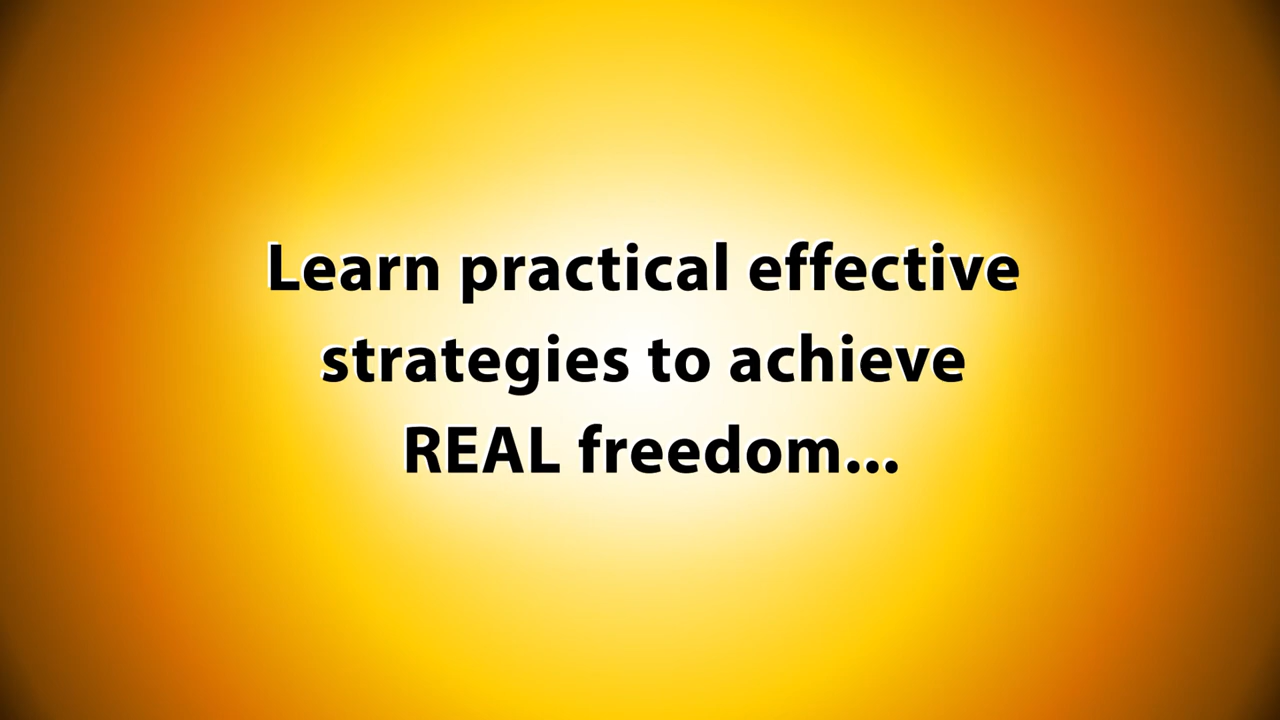 Learn practical effective
strategies to achieve
REAL freedom...